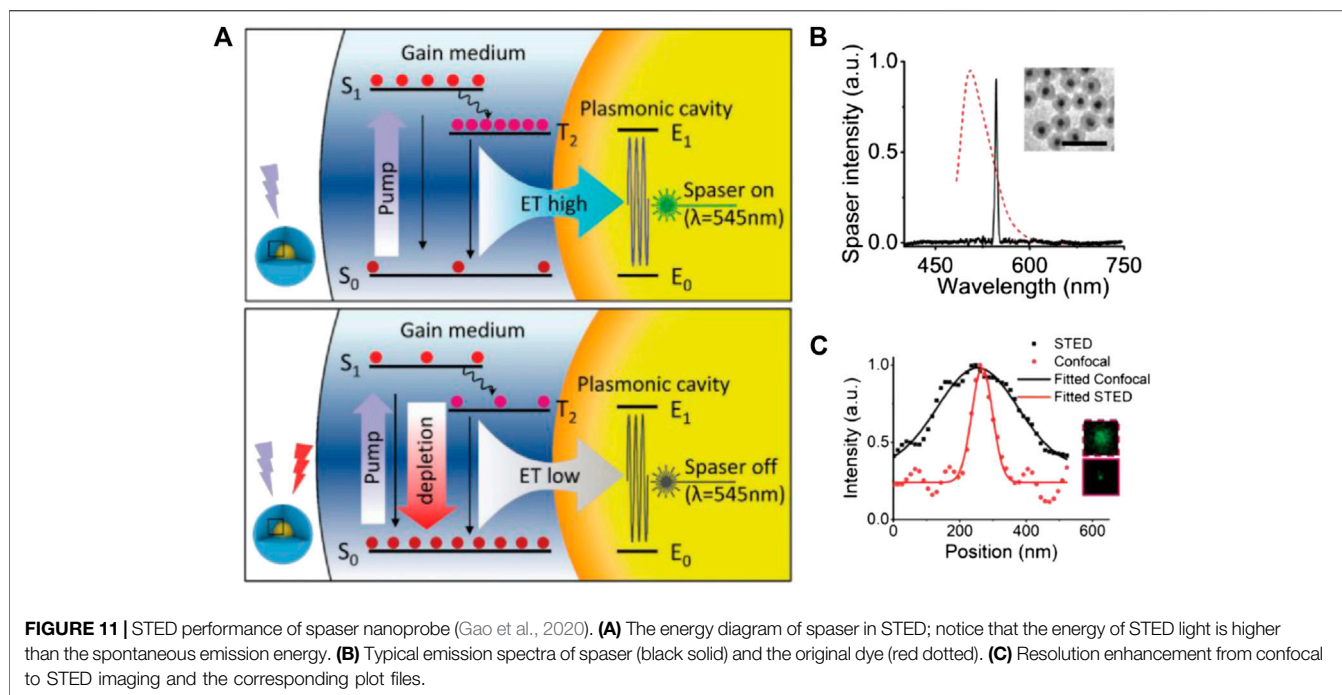 A
Gain medium
S1
T2
Pump
S0
ET high
Plasmonic cavity
E1
Spaser on
(λ=545nm)
E0
Gain medium
S1
T2
Pump
depletion
S0
ET low
Plasmonic cavity
E1
Spaser off
(λ=545nm)
E0
B
Spaser intensity (a.u.)
1.0
0.5
0.0
450
600
750
Wavelength (nm)
C
STED
Confocal
Fitted Confocal
Fitted STED
Intensity (a.u.)
1.0
0.5
0.0
0
200
400
600
Position (nm)
FIGURE 11 | STED performance of spaser nanoprobe (Gao et al., 2020). (A) The energy diagram of spaser in STED; notice that the energy of STED light is higher
than the spontaneous emission energy. (B) Typical emission spectra of spaser (black solid) and the original dye (red dotted). (C) Resolution enhancement from confocal
to STED imaging and the corresponding plot files.